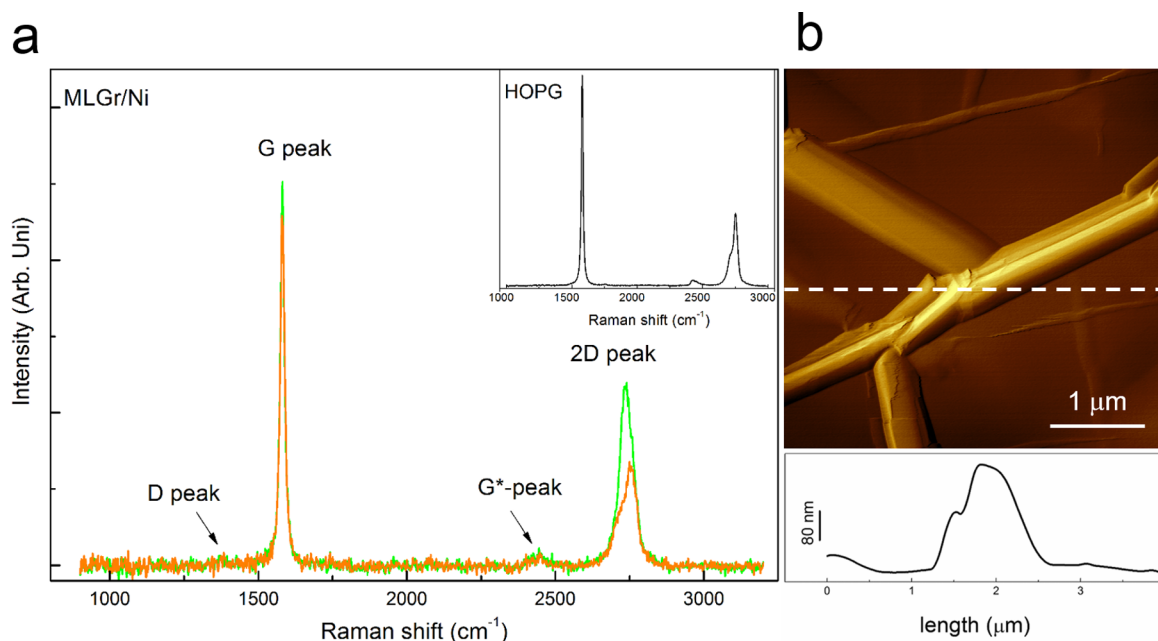 a
MLGr/Ni
G peak
D peak
G*-peak
2D peak
Intensity (Arb. Uni)
1000 1500 2000 2500 3000
Raman shift (cm⁻¹)
HOPG
1000 1500 2000 2500 3000
Raman shift (cm⁻¹)
b
1 μm
80 nm
0 1 2 3
length (μm)